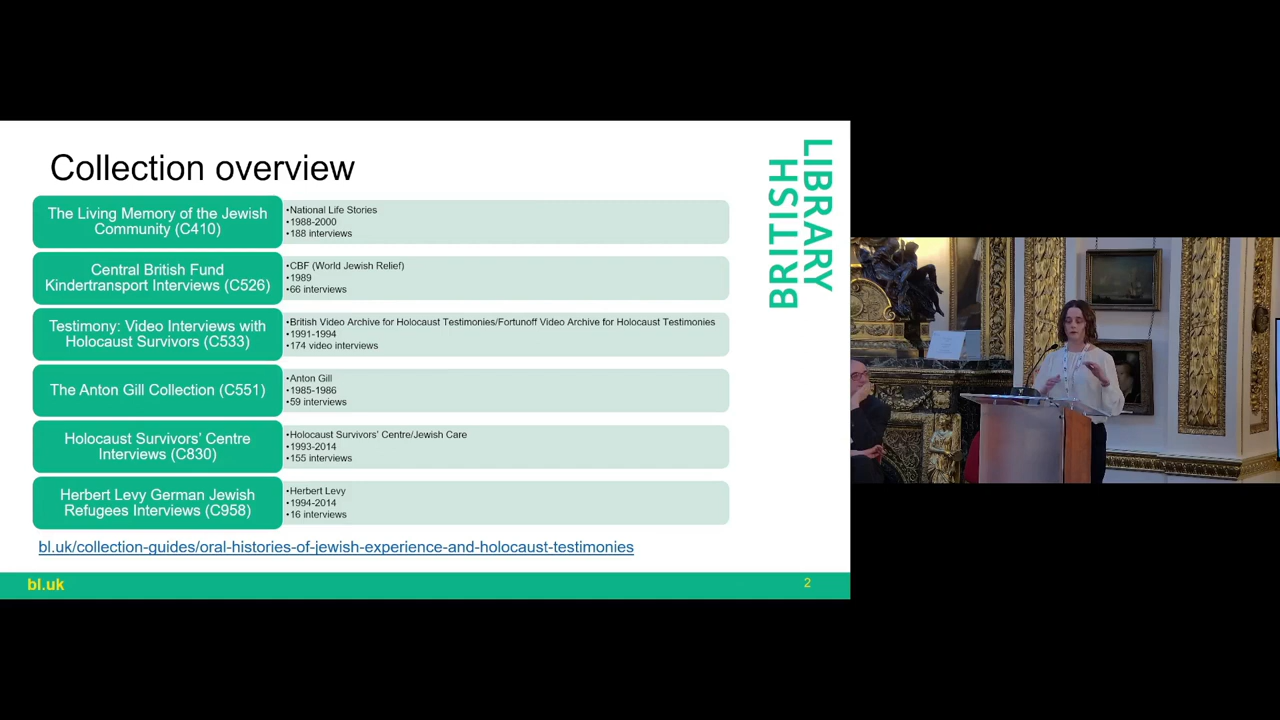 Collection overview
BRITISH
LIBRARY
The Living Memory of the Jewish
Community (C410)
•National Life Stories
•1988-2000
•188 interviews
Central British Fund
Kindertransport Interviews (C526)
•CBF (World Jewish Relief)
•1989
•66 interviews
Testimony: Video Interviews with
Holocaust Survivors (C533)
•British Video Archive for Holocaust Testimonies/Fortunoff Video Archive for Holocaust Testimonies
•1991-1994
•174 video interviews
The Anton Gill Collection (C551)
•Anton Gill
•1985-1986
•59 interviews
Holocaust Survivors' Centre
Interviews (C830)
•Holocaust Survivors' Centre/Jewish Care
•1993-2014
•155 interviews
Herbert Levy German Jewish
Refugees Interviews (C958)
•Herbert Levy
•1994-2014
•16 interviews
bl.uk/collection-guides/oral-histories-of-jewish-experience-and-holocaust-testimonies
bl.uk
2